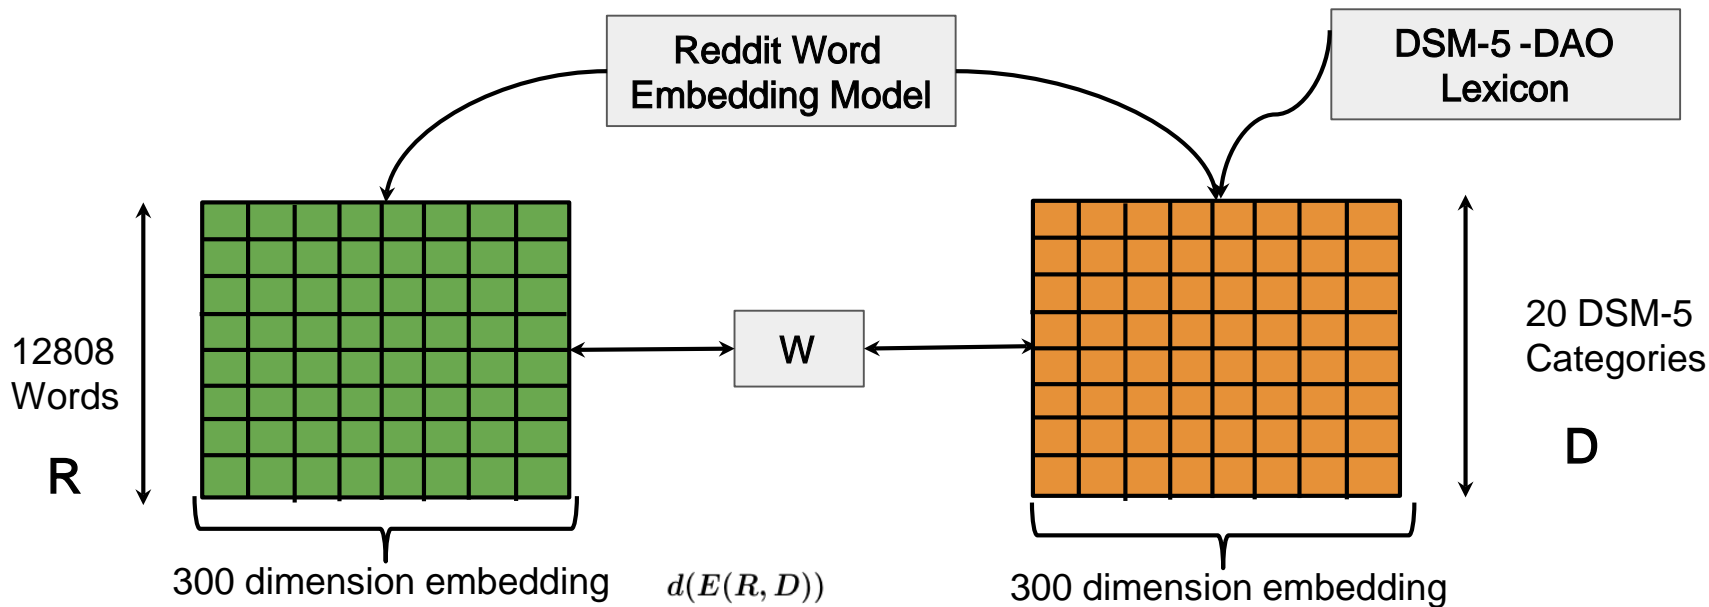 Reddit Word
Embedding Model
DSM-5 -DAO
Lexicon
12808
Words
R
W
20 DSM-5
Categories
D
300 dimension embedding
d(E(R, D))
300 dimension embedding